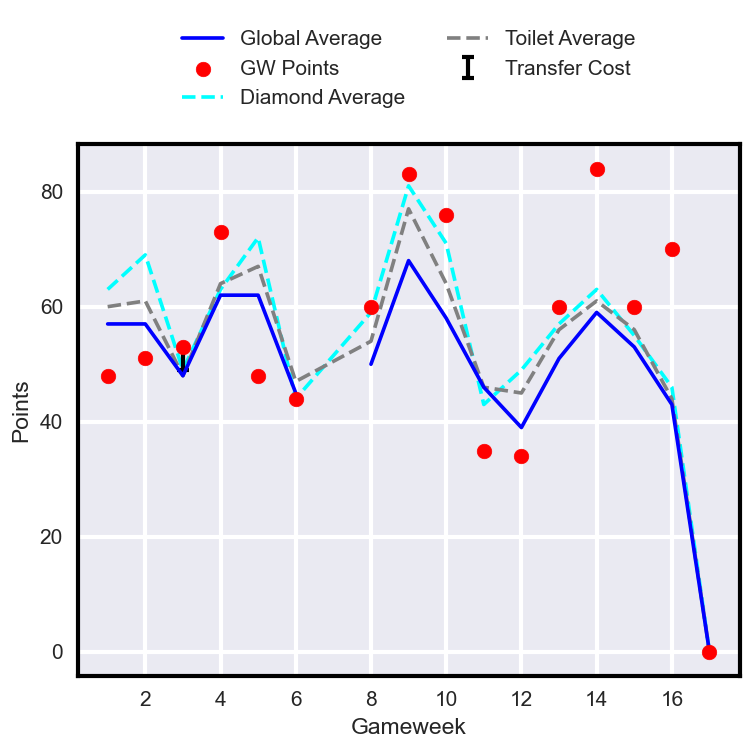 Global Average
GW Points
Diamond Average
Toilet Average
Transfer Cost
Points
80
60
40
20
0
2 4 6 8 10 12 14 16
Gameweek